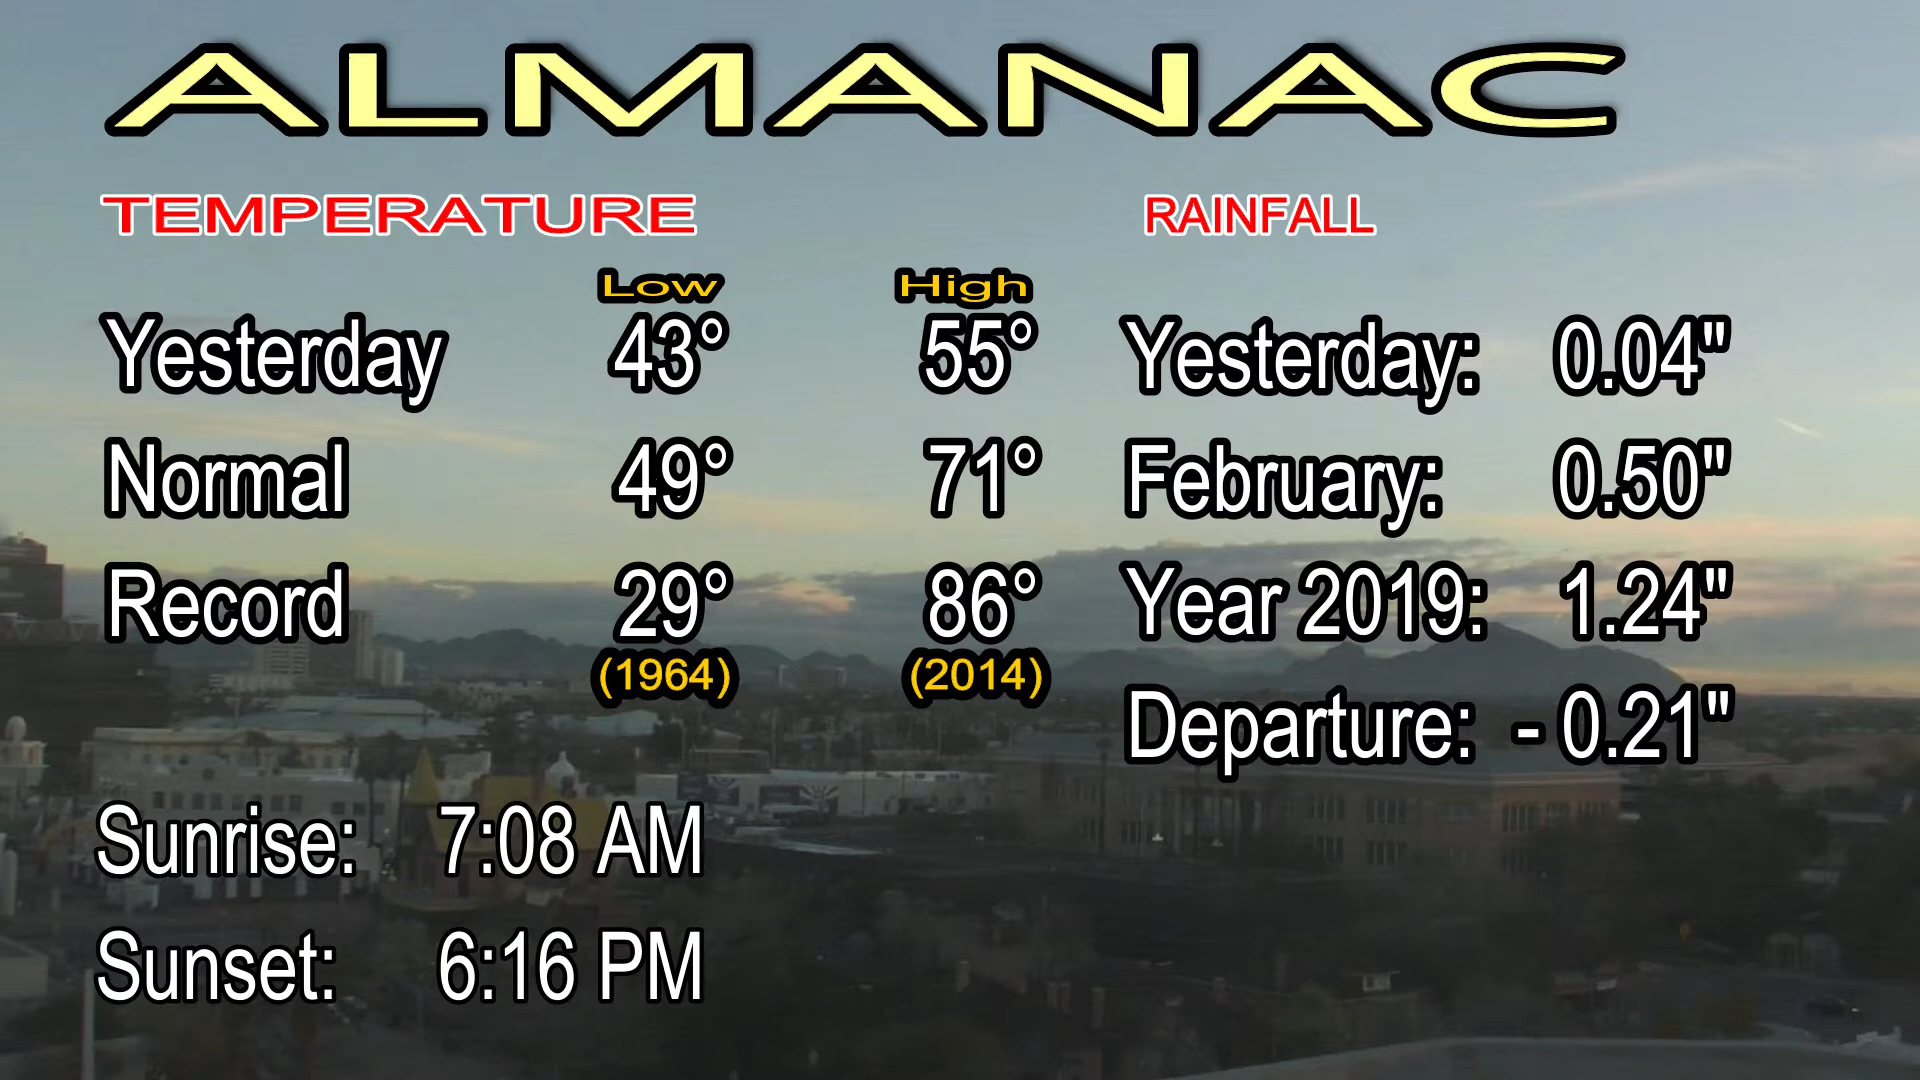 ALMANAC
TEMPERATURE
Low High
Yesterday 43° 55°
Normal 49° 71°
Record 29° 86°
(1964) (2014)
Sunrise: 7:08 AM
Sunset: 6:16 PM
RAINFALL
Yesterday: 0.04"
February: 0.50"
Year 2019: 1.24"
Departure: - 0.21"